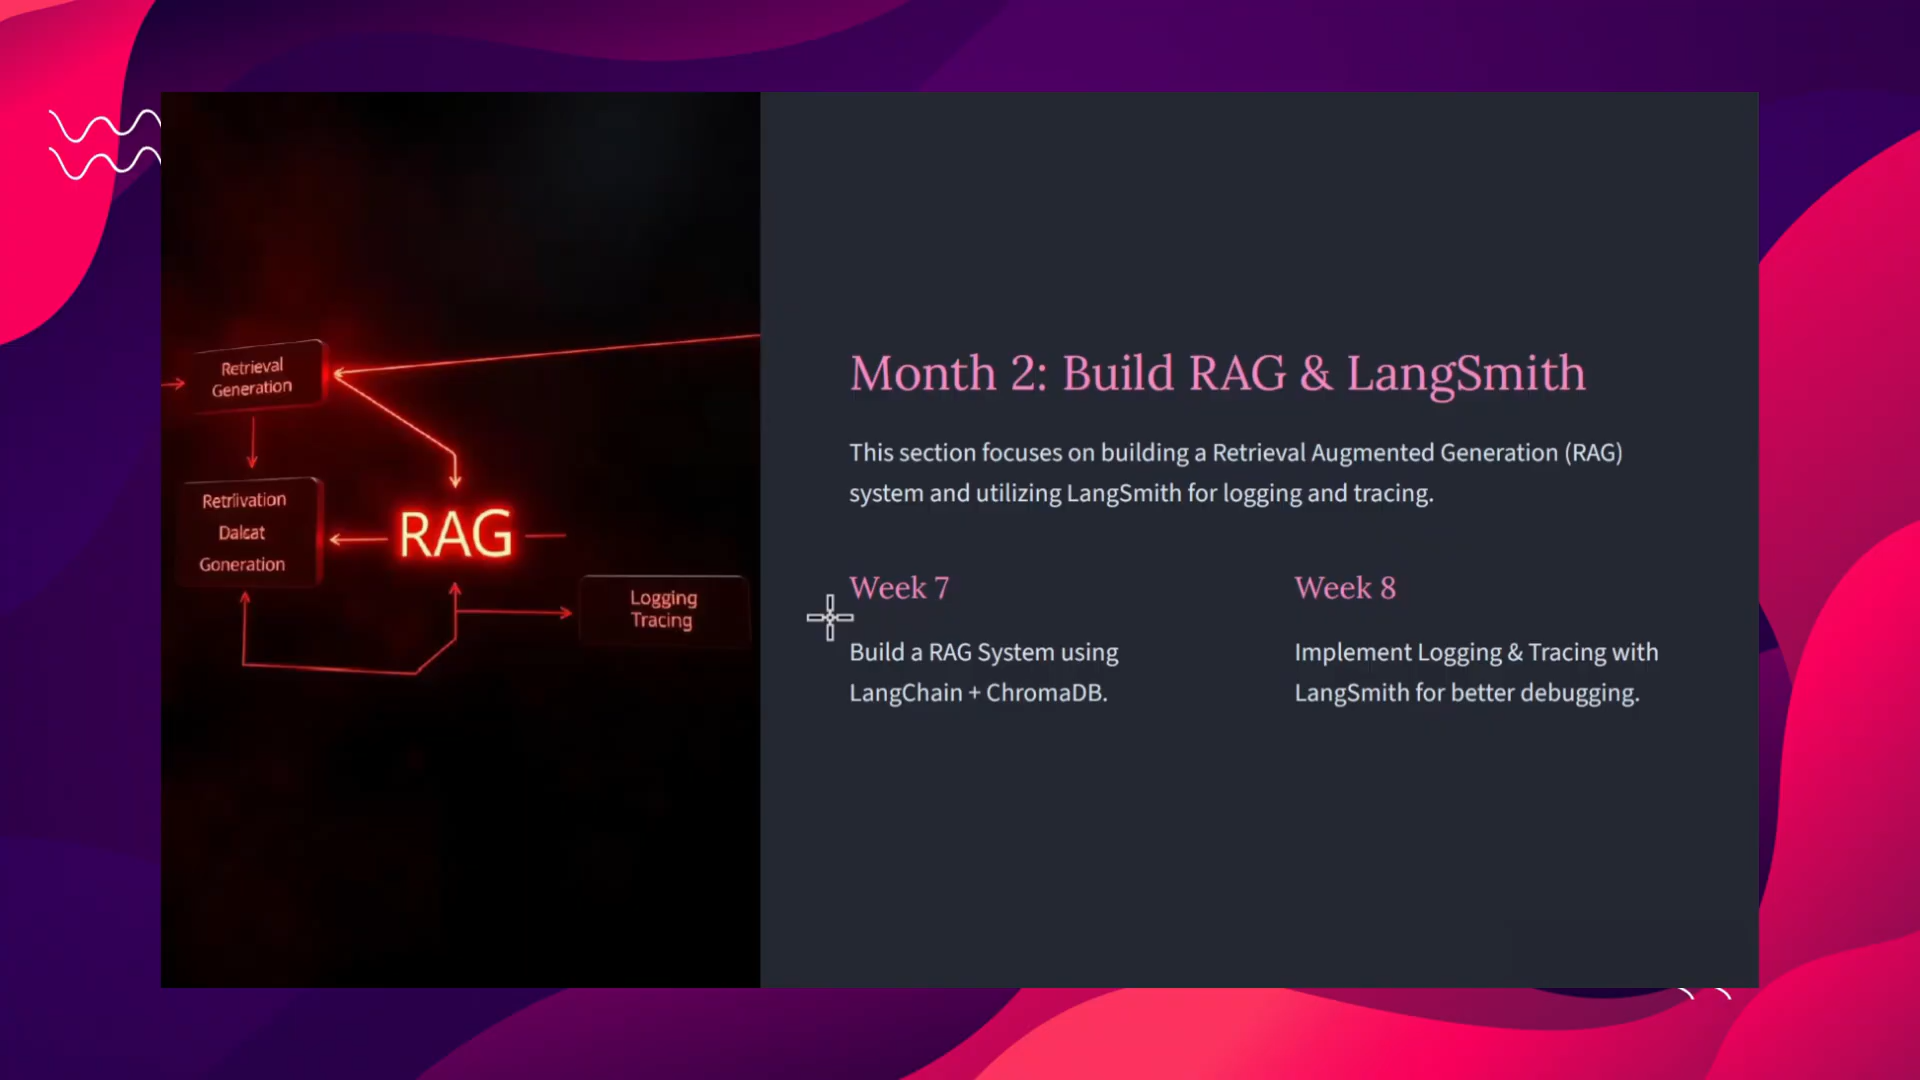 Retrieval
Generation
Retriivation
Dalcat
Goneration
RAG
Logging
Tracing
Month 2: Build RAG & LangSmith
This section focuses on building a Retrieval Augmented Generation (RAG)
system and utilizing LangSmith for logging and tracing.
Week 7
Build a RAG System using
LangChain + ChromaDB.
Week 8
Implement Logging & Tracing with
LangSmith for better debugging.